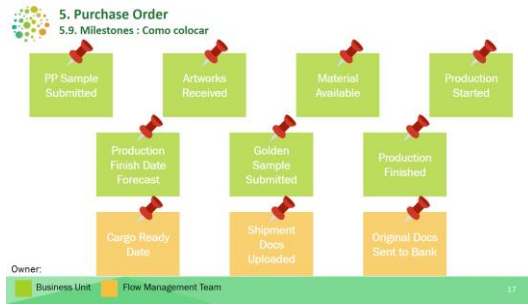 5. Purchase Order
5.9. Milestones : Como colocar
PP Sample
Submitted
Artworks
Received
Material
Available
Production
Started
Production
Finish Date
Forecast
Golden
Sample
Submitted
Production
Finished
Cargo Ready
Date
Shipment
Docs
Uploaded
Original Docs
Sent to Bank
Owner:
Business Unit
Flow Management Team
17